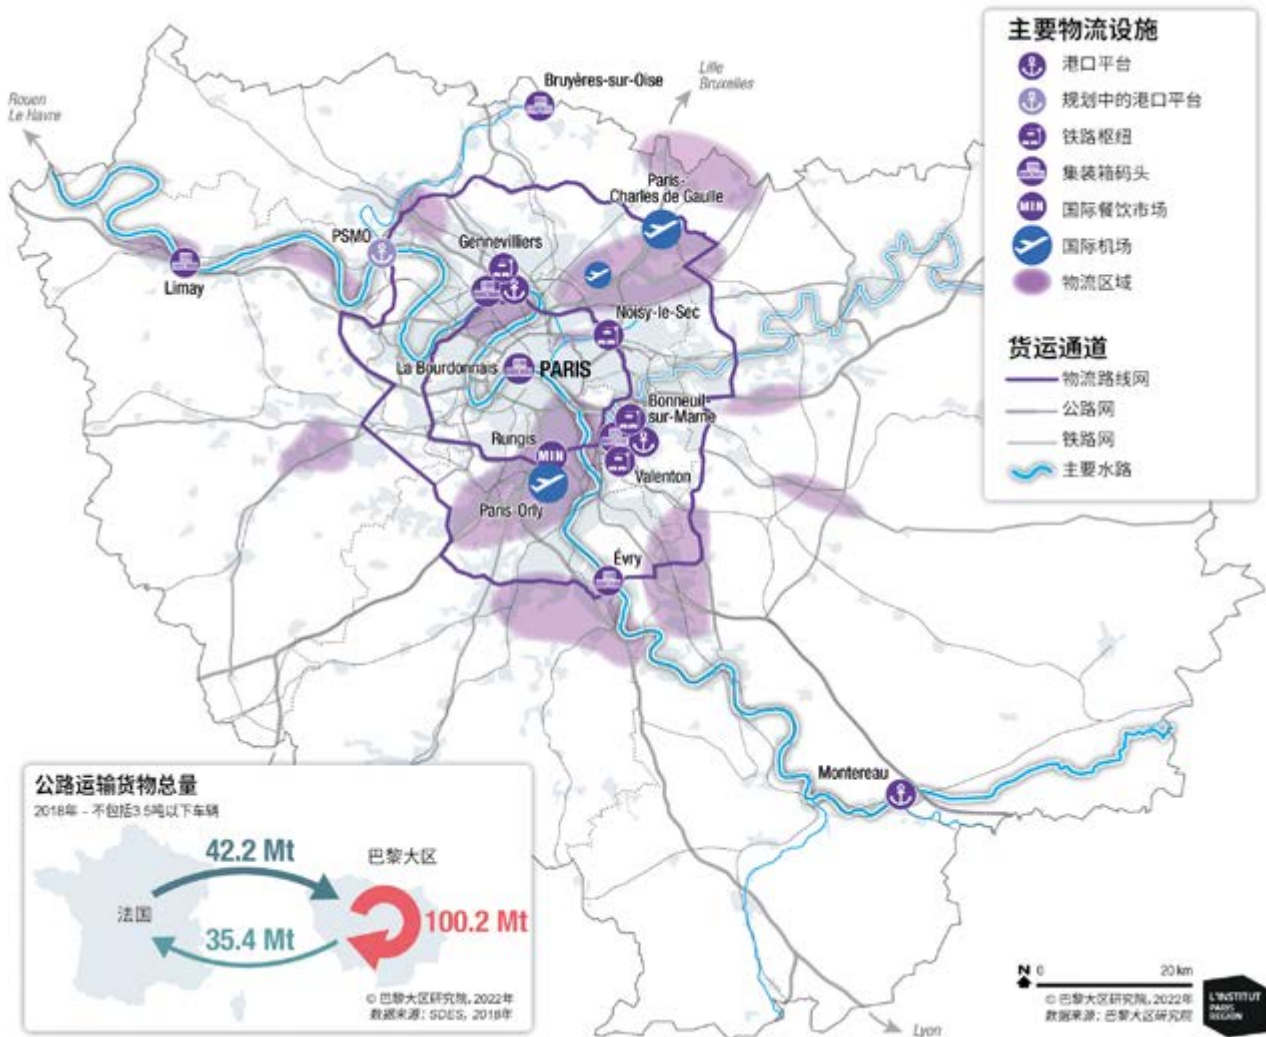 主要物流设施
港口平台
规划中的港口平台
铁路枢纽
集装箱码头
MIN 国际餐饮市场
国际机场
物流区域
货运通道
物流路线网
公路网
铁路网
主要水路
Rouen
Le Havre
Bruyères-sur-Oise
Lille
Bruxelles
Paris-
Charles de Gaulle
PSMO
Gennevilliers
Limay
Noisy-le-Sec
La Bourdonnais
PARIS
Bonneuil-
sur-Marne
Rungis
MIN
Valenton
Paris-Orly
Évry
Montereau
Lyon
公路运输货物总量
2018年 - 不包括3.5吨以下车辆
42.2 Mt
巴黎大区
法国
100.2 Mt
35.4 Mt
© 巴黎大区研究院, 2022年
数据来源: SDES, 2018年
N 0 20 km
© 巴黎大区研究院, 2022年
数据来源: 巴黎大区研究院
L'INSTITUT
PARIS
REGION